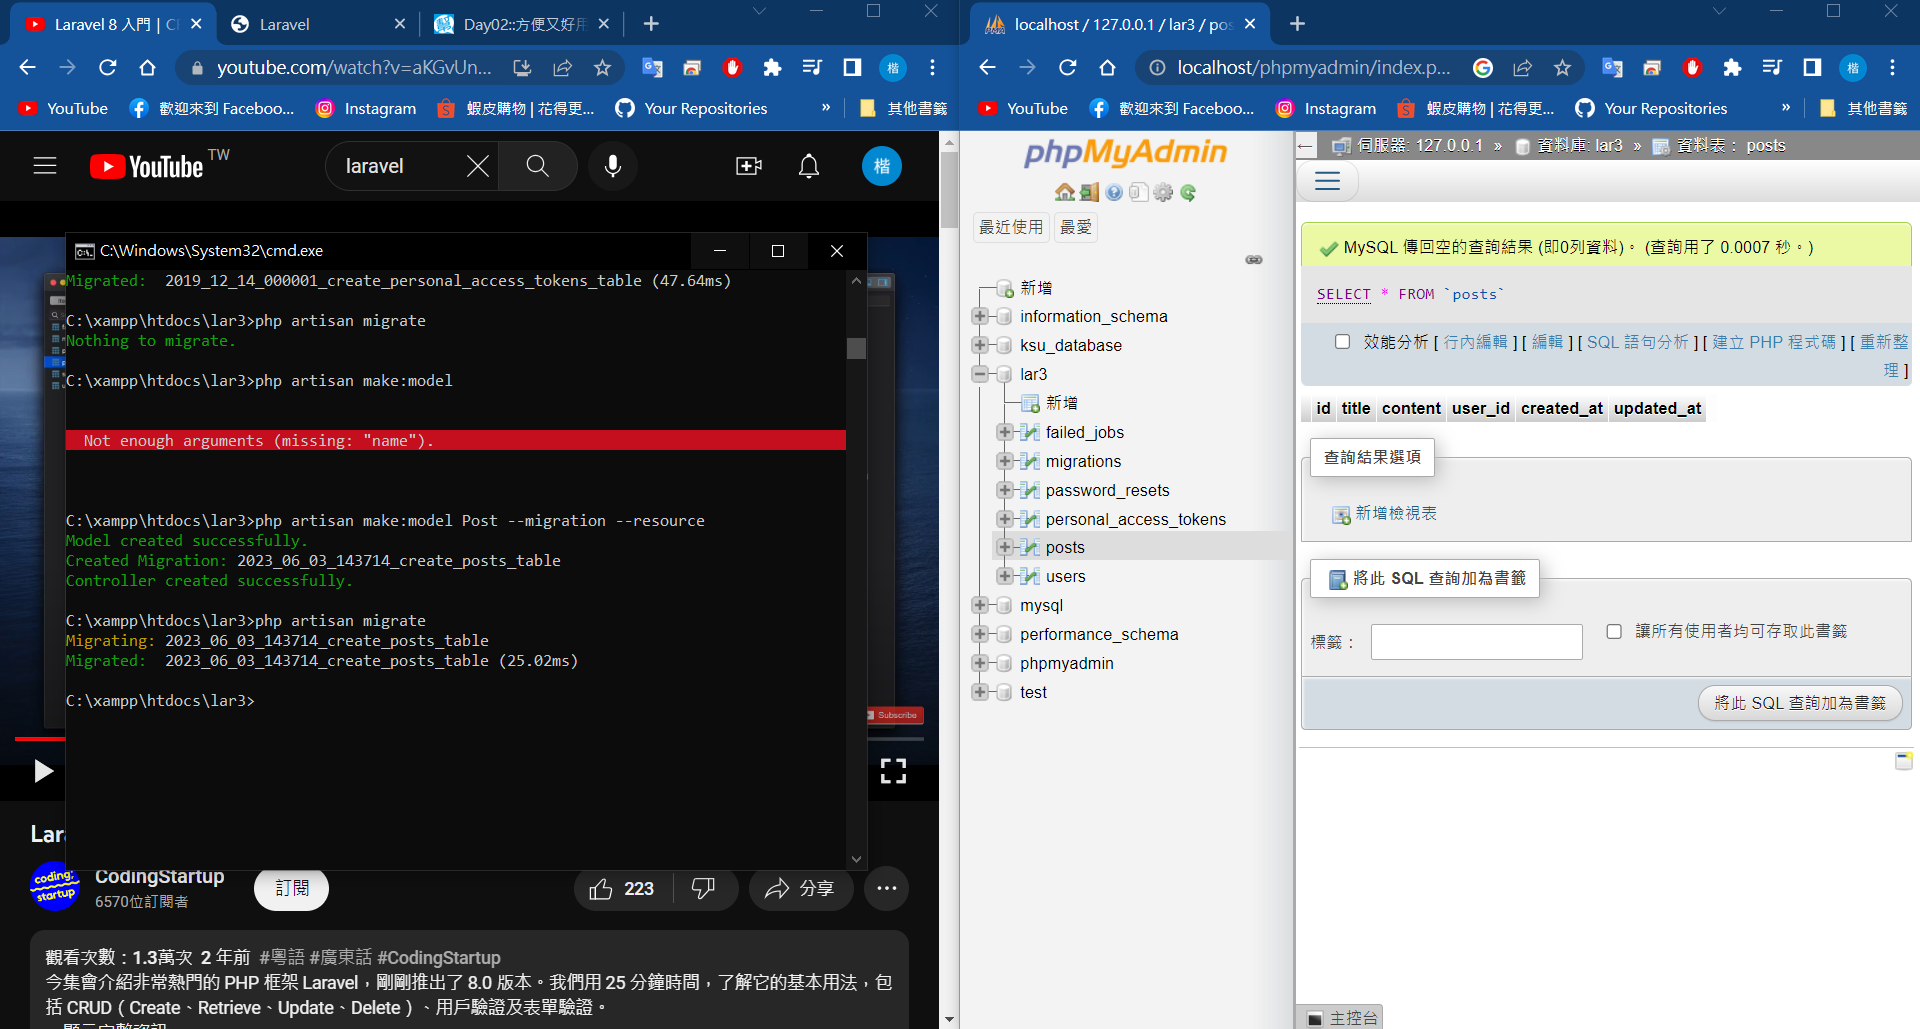 Laravel 8 入門 | C
Laravel
Day02::方便又好用
youtube.com/watch?v=aKGvUn...
楷
YouTube
歡迎來到 Faceboo...
Instagram
蝦皮購物 | 花得更...
Your Repositories
»
其他書籤
YouTube TW
laravel
楷
C:\Windows\System32\cmd.exe
Migrated:  2019_12_14_000001_create_personal_access_tokens_table (47.64ms)
C:\xampp\htdocs\lar3>php artisan migrate
Nothing to migrate.
C:\xampp\htdocs\lar3>php artisan make:model
Not enough arguments (missing: "name").
C:\xampp\htdocs\lar3>php artisan make:model Post --migration --resource
Model created successfully.
Created Migration: 2023_06_03_143714_create_posts_table
Controller created successfully.
C:\xampp\htdocs\lar3>php artisan migrate
Migrating: 2023_06_03_143714_create_posts_table
Migrated:  2023_06_03_143714_create_posts_table (25.02ms)
C:\xampp\htdocs\lar3>
Subscribe
Lar
coding: startup
CodingStartup
6570位訂閱者
訂閱
223
分享
觀看次數：1.3萬次  2 年前  #粵語 #廣東話 #CodingStartup
今集會介紹非常熱門的 PHP 框架 Laravel，剛剛推出了 8.0 版本。我們用 25 分鐘時間，了解它的基本用法，包
括 CRUD（Create、Retrieve、Update、Delete）、用戶驗證及表單驗證。
localhost / 127.0.0.1 / lar3 / pos
localhost/phpmyadmin/index.p...
楷
YouTube
歡迎來到 Faceboo...
Instagram
蝦皮購物 | 花得更...
Your Repositories
»
其他書籤
phpMyAdmin
最近使用
最愛
新增
information_schema
ksu_database
lar3
新增
failed_jobs
migrations
password_resets
personal_access_tokens
posts
users
mysql
performance_schema
phpmyadmin
test
伺服器: 127.0.0.1 » 資料庫: lar3 » 資料表： posts
MySQL 傳回空的查詢結果 (即0列資料)。 (查詢用了 0.0007 秒。)
SELECT * FROM `posts`
效能分析 [ 行內編輯 ] [ 編輯 ] [ SQL 語句分析 ] [ 建立 PHP 程式碼 ] [ 重新整
理 ]
id title content user_id created_at updated_at
查詢結果選項
新增檢視表
將此 SQL 查詢加為書籤
標籤：
讓所有使用者均可存取此書籤
將此 SQL 查詢加為書籤
主控台